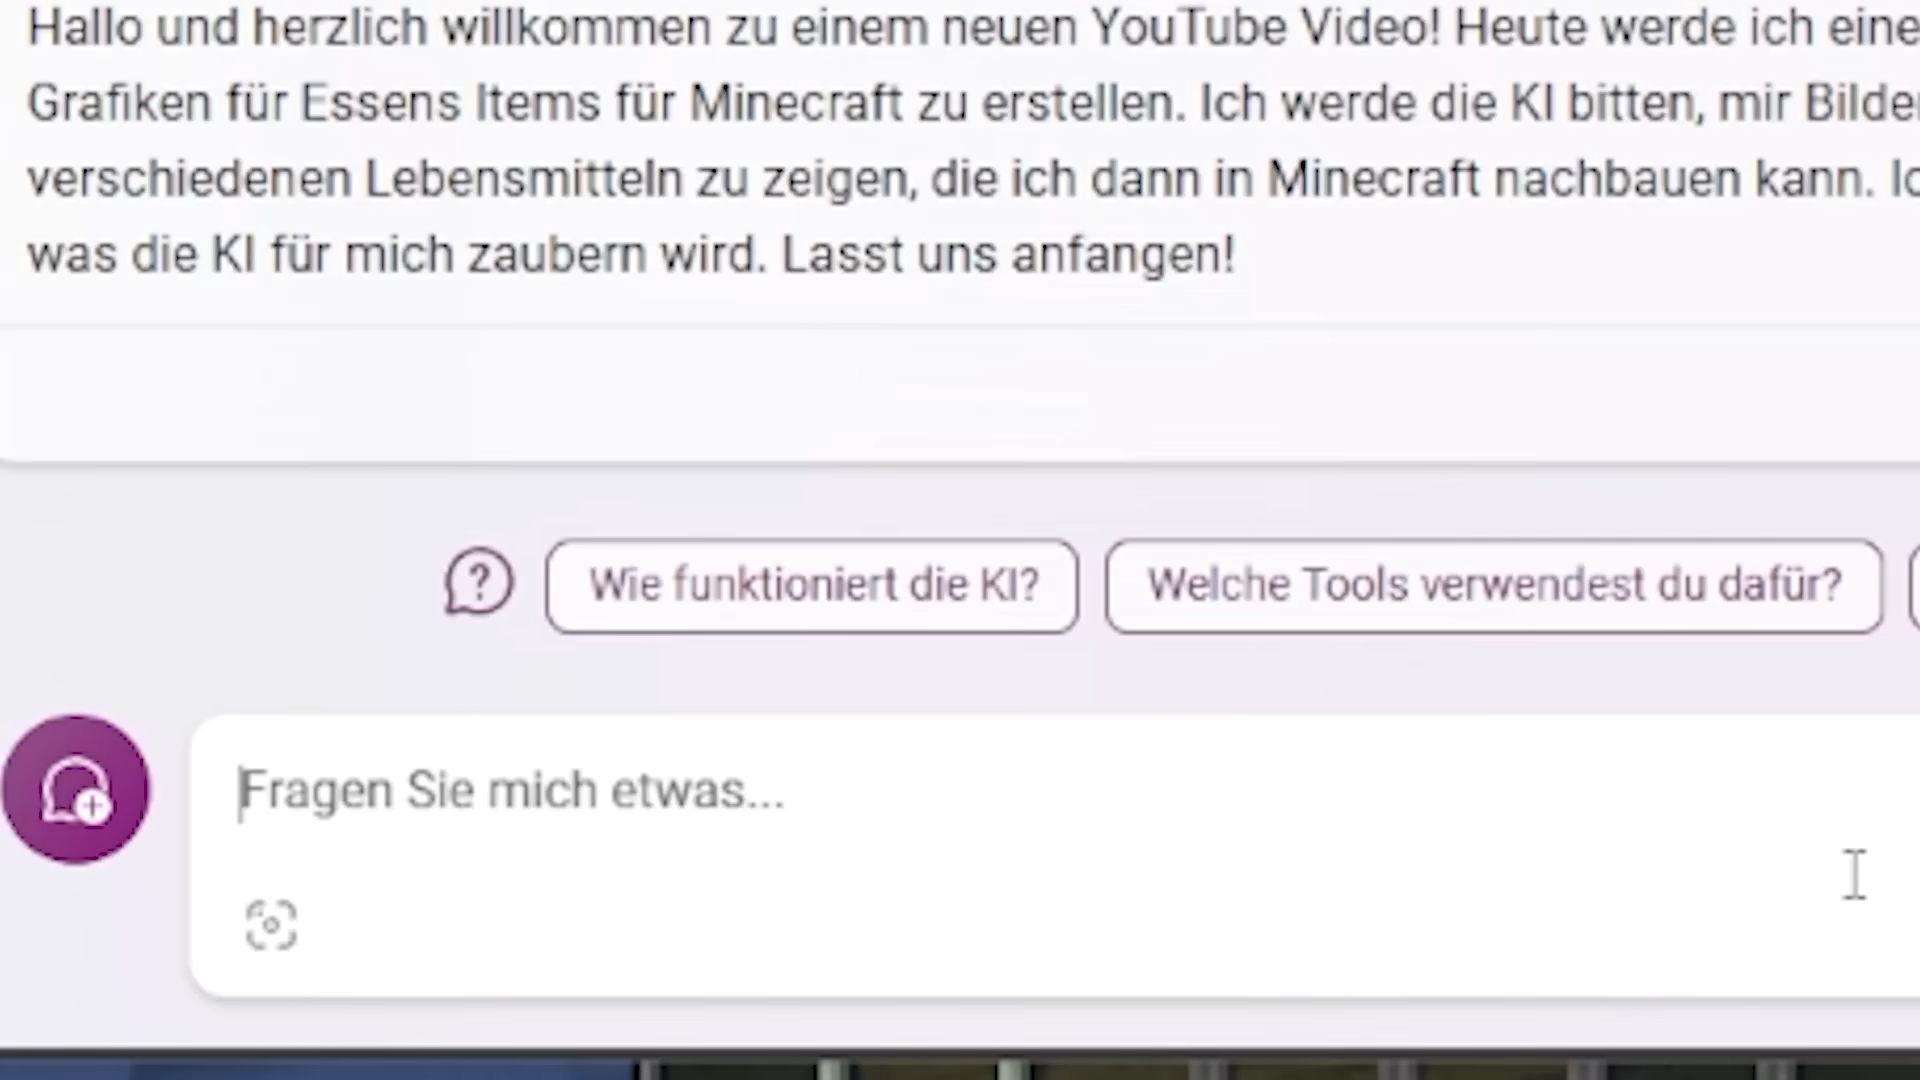 Hallo und herzlich willkommen zu einem neuen YouTube Video! Heute werde ich eine
Grafiken für Essens Items für Minecraft zu erstellen. Ich werde die KI bitten, mir Bilder
verschiedenen Lebensmitteln zu zeigen, die ich dann in Minecraft nachbauen kann.
was die KI für mich zaubern wird. Lasst uns anfangen!
Wie funktioniert die KI?
Welche Tools verwendest du dafür?
Fragen Sie mich etwas...